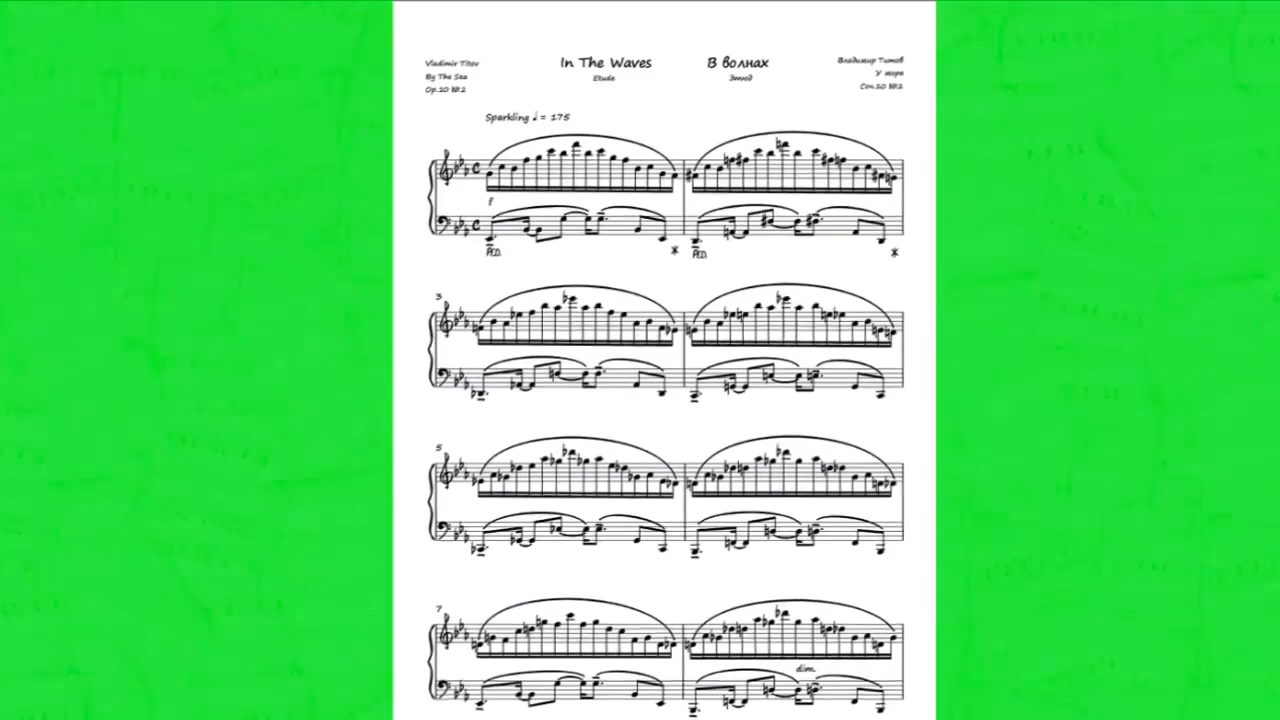 Vladimir Titov
By The Sea
Op.10 №2
In The Waves
Etude
В волнах
Этюд
Владимир Титов
У моря
Соч.10 №2
Sparkling ♩ = 175
f
PED.
PED.
3
5
7
dim.